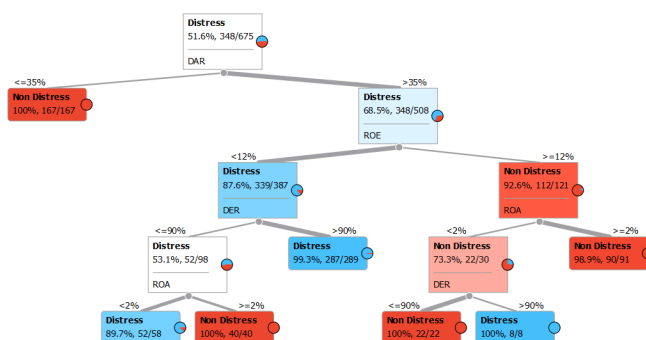 Distress
51.6%, 348/675
DAR
<=35%
>35%
Non Distress
100%, 167/167
Distress
68.5%, 348/508
ROE
<12%
>=12%
Distress
87.6%, 339/387
DER
Non Distress
92.6%, 112/121
ROA
<=90%
>90%
<2%
>=2%
Distress
53.1%, 52/98
ROA
Distress
99.3%, 287/289
Non Distress
73.3%, 22/30
DER
Non Distress
98.9%, 90/91
<2%
>=2%
<=90%
>90%
Distress
89.7%, 52/58
Non Distress
100%, 40/40
Non Distress
100%, 22/22
Distress
100%, 8/8